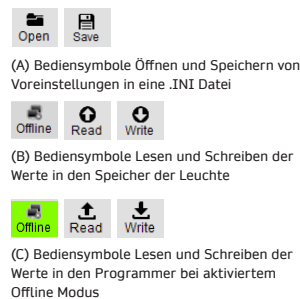 Open Save
(A) Bediensymbole Öffnen und Speichern von
Voreinstellungen in eine .INI Datei
Offline Read Write
(B) Bediensymbole Lesen und Schreiben der
Werte in den Speicher der Leuchte
Offline Read Write
(C) Bediensymbole Lesen und Schreiben der
Werte in den Programmer bei aktiviertem
Offline Modus